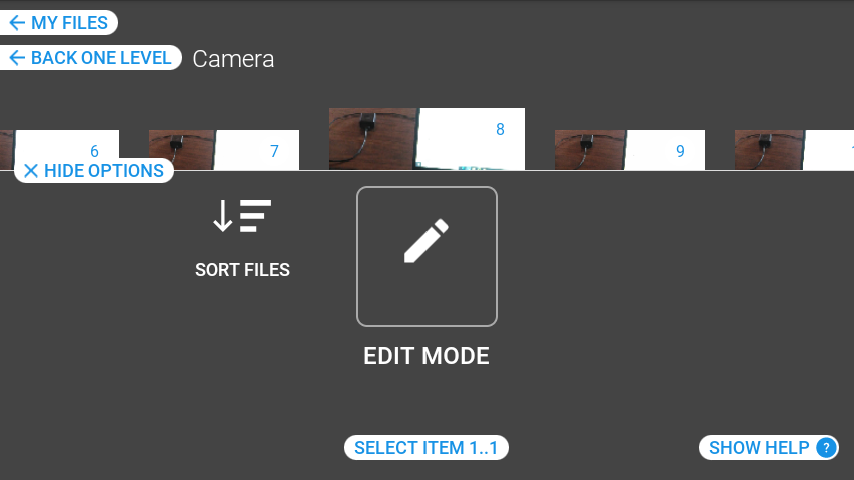 MY FILES
BACK ONE LEVEL Camera
6 7 8 9
HIDE OPTIONS
SORT FILES
EDIT MODE
SELECT ITEM 1..1
SHOW HELP ?